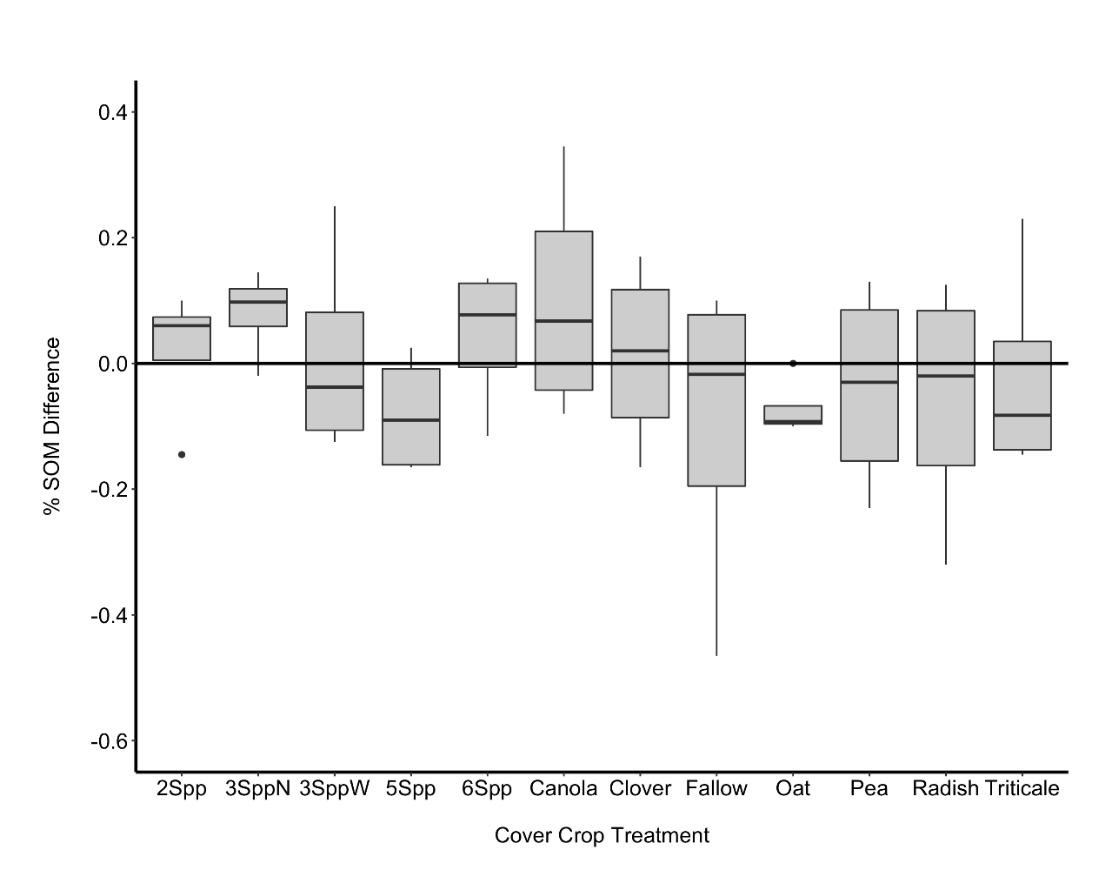 % SOM Difference
0.4
0.2
0.0
-0.2
-0.4
-0.6
2Spp 3SppN 3SppW 5Spp 6Spp Canola Clover Fallow Oat Pea Radish Triticale
Cover Crop Treatment